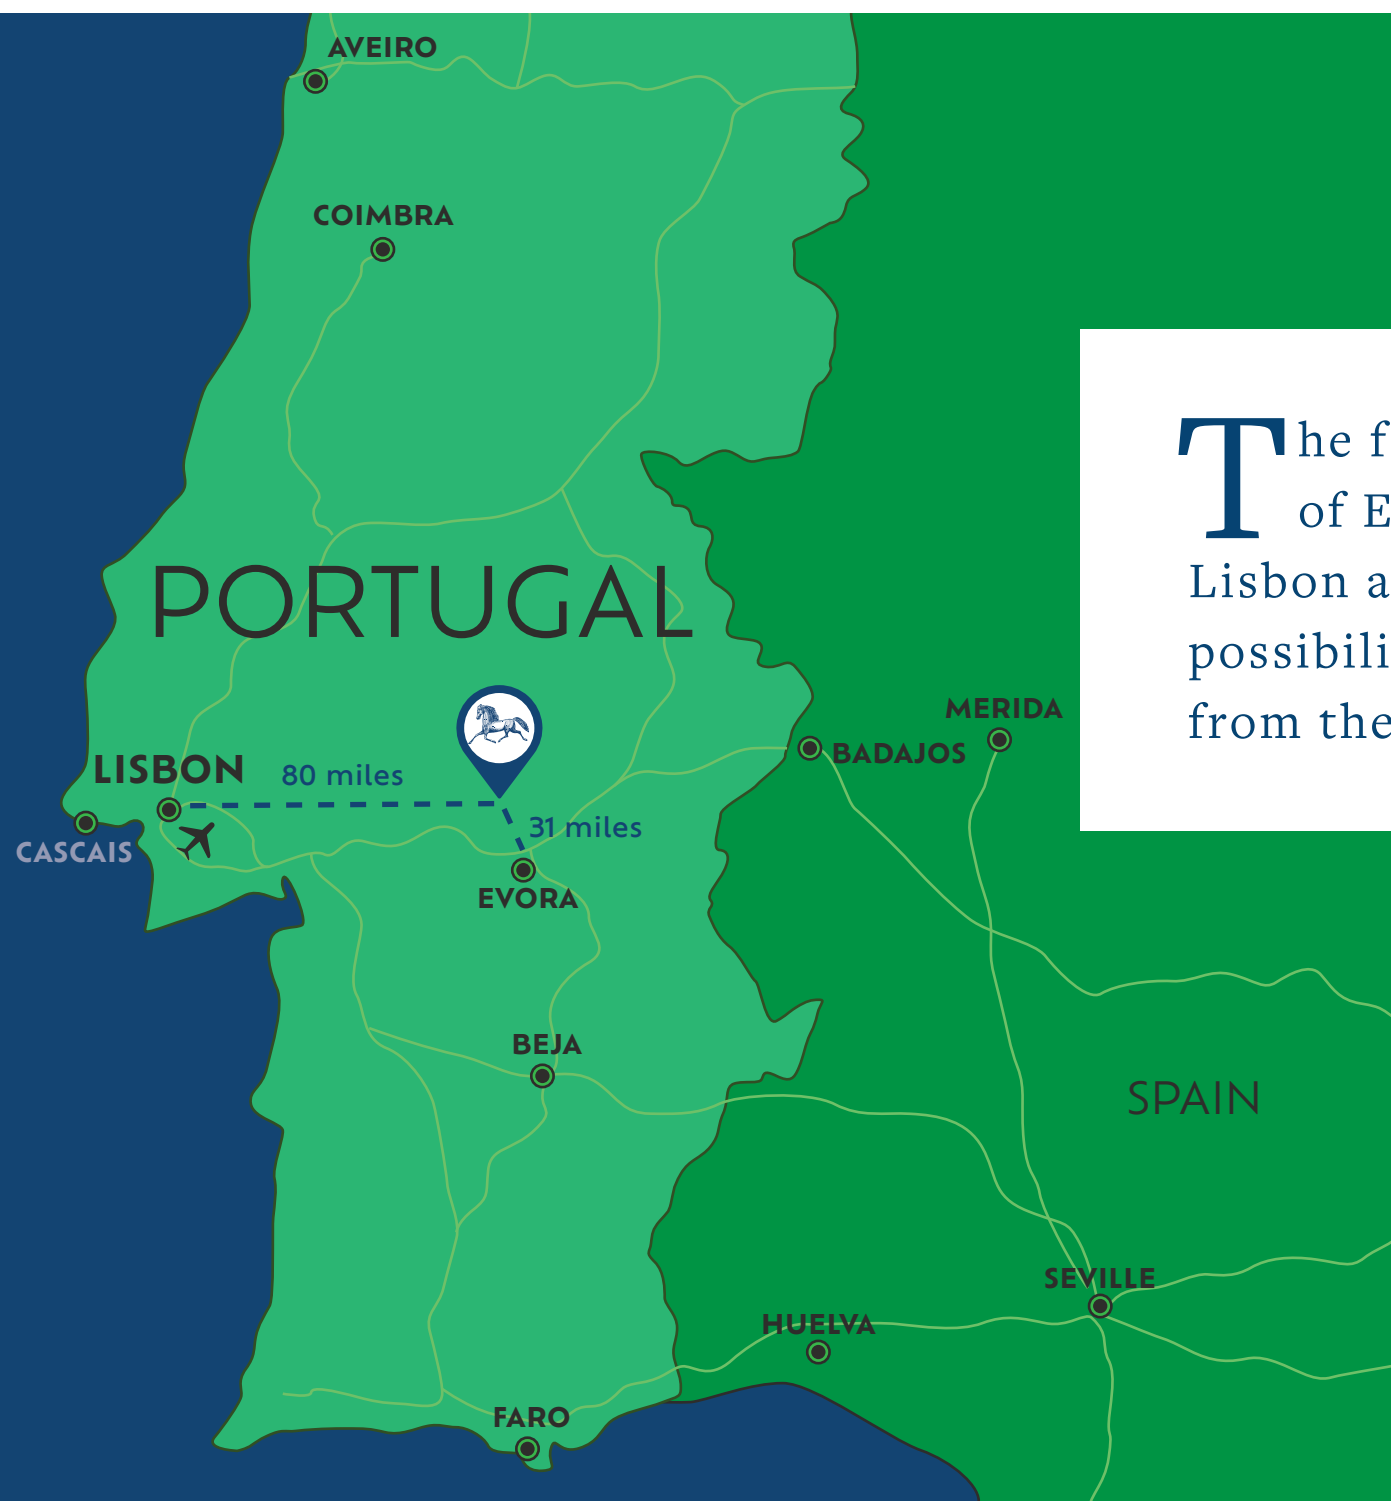 AVEIRO
COIMBRA
PORTUGAL
MERIDA
BADAJOS
LISBON
80 miles
31 miles
CASCAIS
EVORA
BEJA
SPAIN
SEVILLE
HUELVA
FARO
The f
of E
Lisbon a
possibili
from the